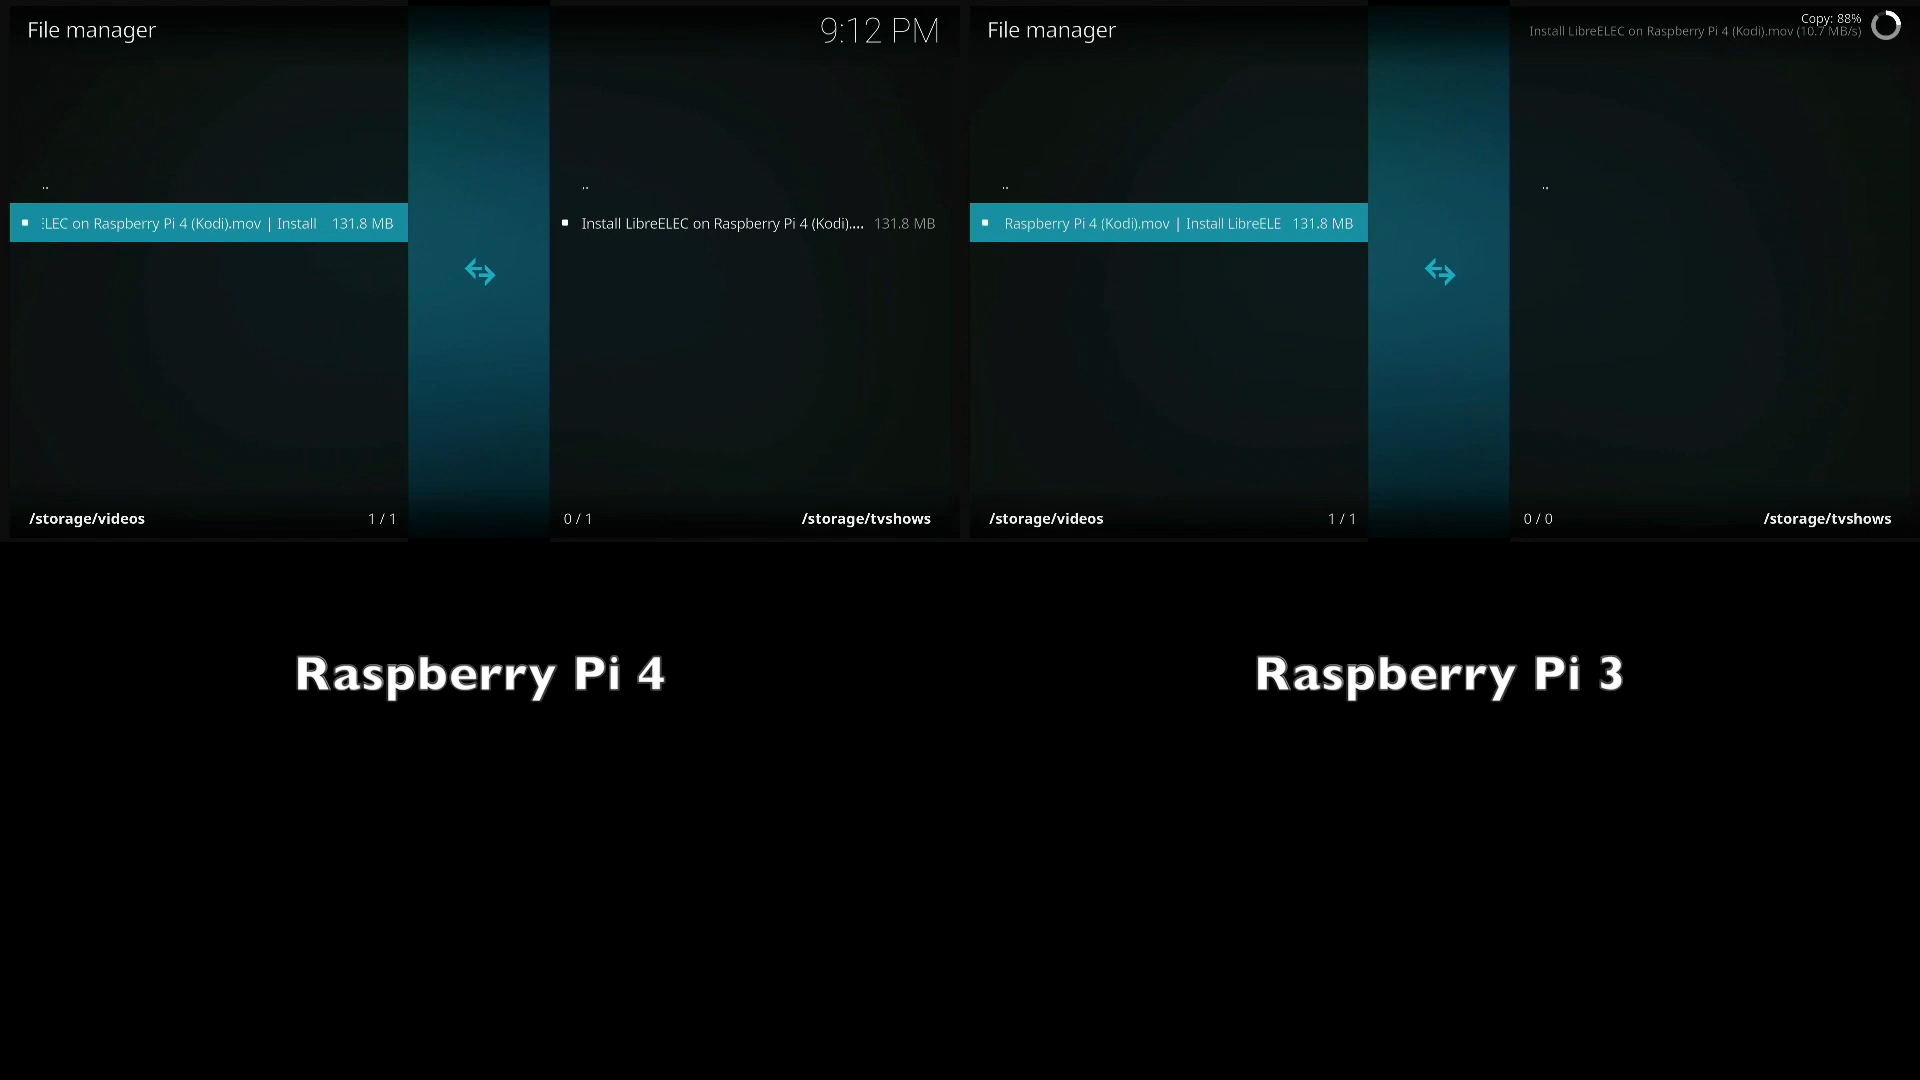 File manager
9:12 PM
..
ELEC on Raspberry Pi 4 (Kodi).mov | Install 131.8 MB
..
Install LibreELEC on Raspberry Pi 4 (Kodi).... 131.8 MB
/storage/videos
1 / 1
0 / 1
/storage/tvshows
File manager
Copy: 88%
Install LibreELEC on Raspberry Pi 4 (Kodi).mov (10.7 MB/s)
..
Raspberry Pi 4 (Kodi).mov | Install LibreELE 131.8 MB
..
/storage/videos
1 / 1
0 / 0
/storage/tvshows
Raspberry Pi 4
Raspberry Pi 3